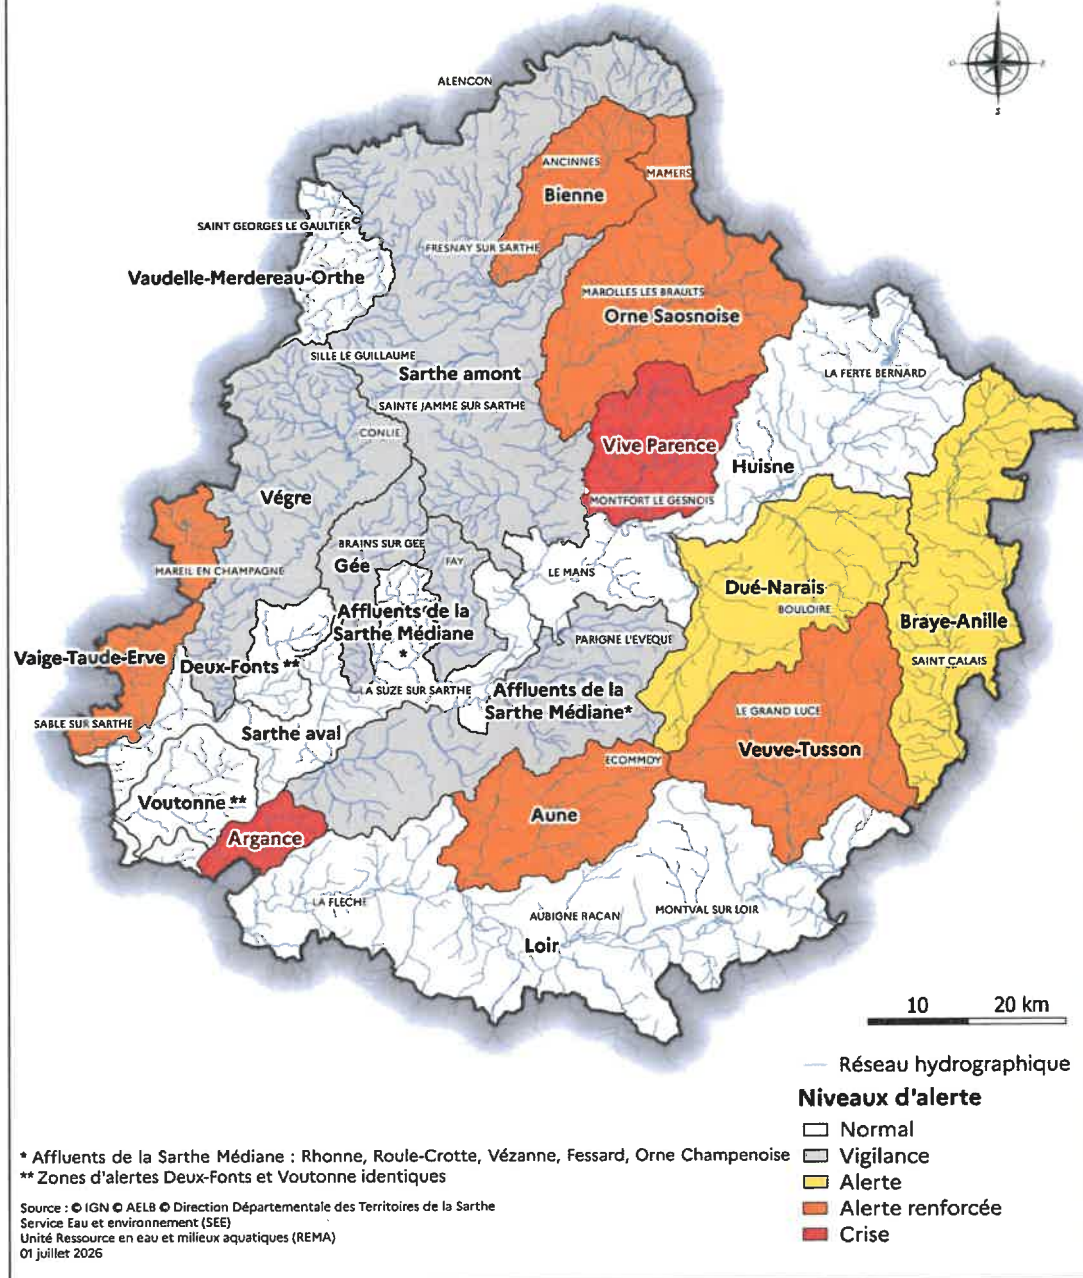 ALENCON
ANCINNES
MAMERS
Bienne
SAINT GEORGES LE GAULTIER
FRESNAY SUR SARTHE
Vaudelle-Merdereau-Orthe
MAROLLES LES BRAULTS
Orne Saosnoise
SILLE LE GUILLAUME
Sarthe amont
LA FERTE BERNARD
SAINTE JAMME SUR SARTHE
CONLIE
Vive Parence
Huisne
Végre
MONTFORT LE GESNOIS
BRAINS SUR GEE
Gée
FAY
MAREIL EN CHAMPAGNE
LE MANS
Dué-Narais
BOULOIRE
Affluents de la
Sarthe Médiane
*
Braye-Anille
PARIGNE L'EVEQUE
Vaige-Taude-Erve
Deux-Fonts **
SAINT CALAIS
LA SUZE SUR SARTHE
Affluents de la
Sarthe Médiane*
LE GRAND LUCE
SABLE SUR SARTHE
Sarthe aval
Veuve-Tusson
ECOMMOY
Voutonne **
Aune
Argance
LA FLECHE
AUBIGNE RACAN
MONTVAL SUR LOIR
Loir
S
10 20 km
Réseau hydrographique
Niveaux d'alerte
Normal
Vigilance
Alerte
Alerte renforcée
Crise
* Affluents de la Sarthe Médiane : Rhonne, Roule-Crotte, Vézanne, Fessard, Orne Champenoise
** Zones d'alertes Deux-Fonts et Voutonne identiques
Source : © IGN © AELB © Direction Départementale des Territoires de la Sarthe
Service Eau et environnement (SEE)
Unité Ressource en eau et milieux aquatiques (REMA)
01 juillet 2026